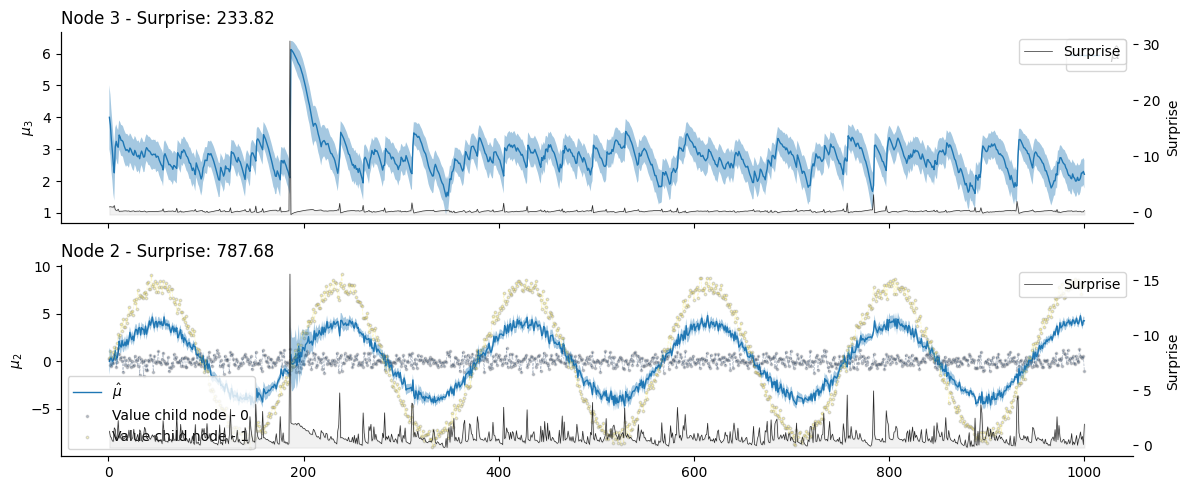 Node 3 - Surprise: 233.82
μ₃
6
5
4
3
2
1
Surprise
30
20
10
0
Surprise
Node 2 - Surprise: 787.68
μ₂
10
5
0
−5
μ̂
Value child node - 0
Value child node - 1
Surprise
15
10
5
0
Surprise
0
200
400
600
800
1000